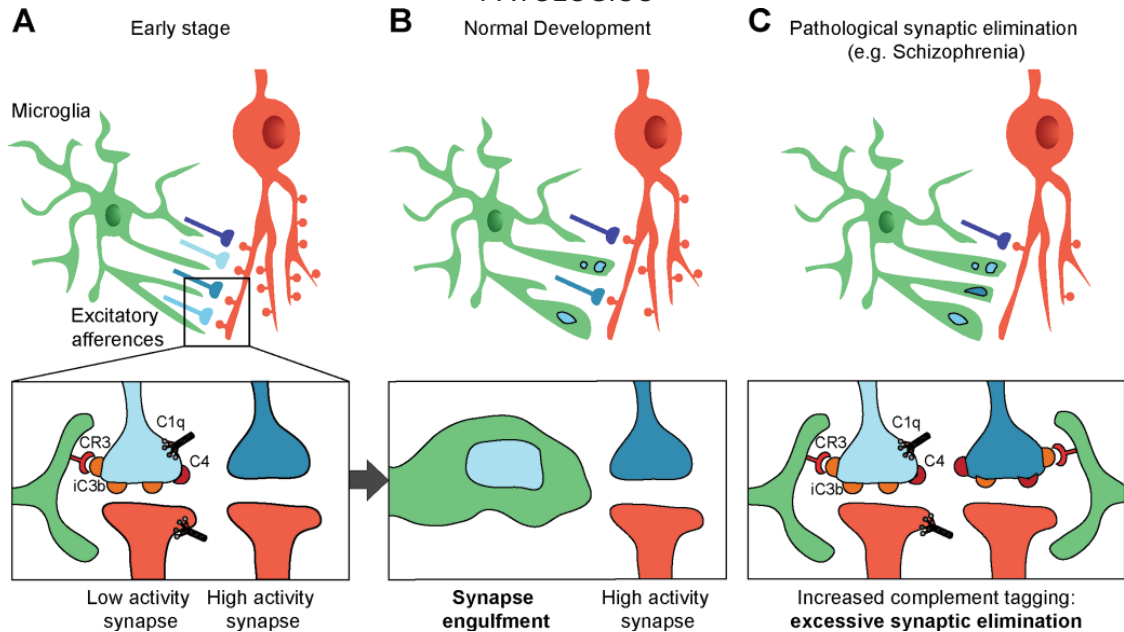 A
Early stage
B
Normal Development
C
Pathological synaptic elimination
(e.g. Schizophrenia)
Microglia
Excitatory
afferences
C1q
CR3
C4
iC3b
Low activity
synapse
High activity
synapse
Synapse
engulfment
High activity
synapse
C1q
CR3
C4
iC3b
Increased complement tagging:
excessive synaptic elimination